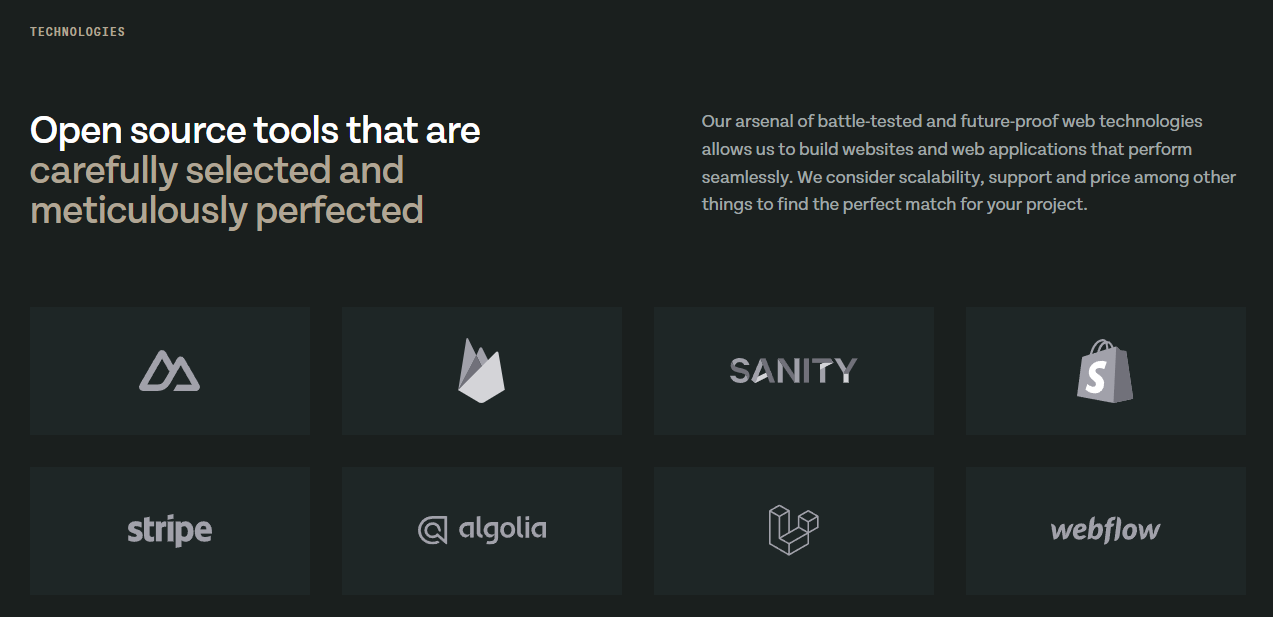 TECHNOLOGIES
Open source tools that are
carefully selected and
meticulously perfected
Our arsenal of battle-tested and future-proof web technologies
allows us to build websites and web applications that perform
seamlessly. We consider scalability, support and price among other
things to find the perfect match for your project.
SANITY
S
stripe
algolia
webflow